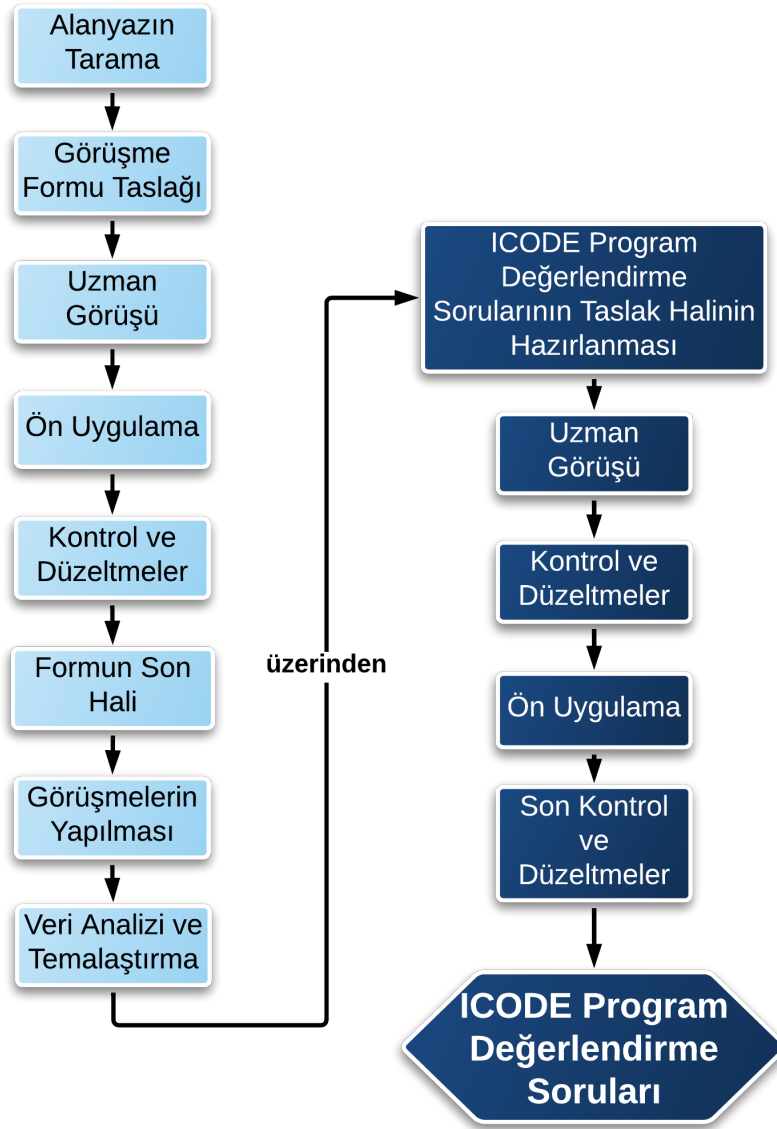 Alanyazın
Tarama
Görüşme
Formu Taslağı
Uzman
Görüşü
Ön Uygulama
Kontrol ve
Düzeltmeler
Formun Son
Hali
Görüşmelerin
Yapılması
Veri Analizi ve
Temalaştırma
üzerinden
ICODE Program
Değerlendirme
Sorularının Taslak Halinin
Hazırlanması
Uzman
Görüşü
Kontrol ve
Düzeltmeler
Ön Uygulama
Son Kontrol
ve
Düzeltmeler
ICODE Program
Değerlendirme
Soruları